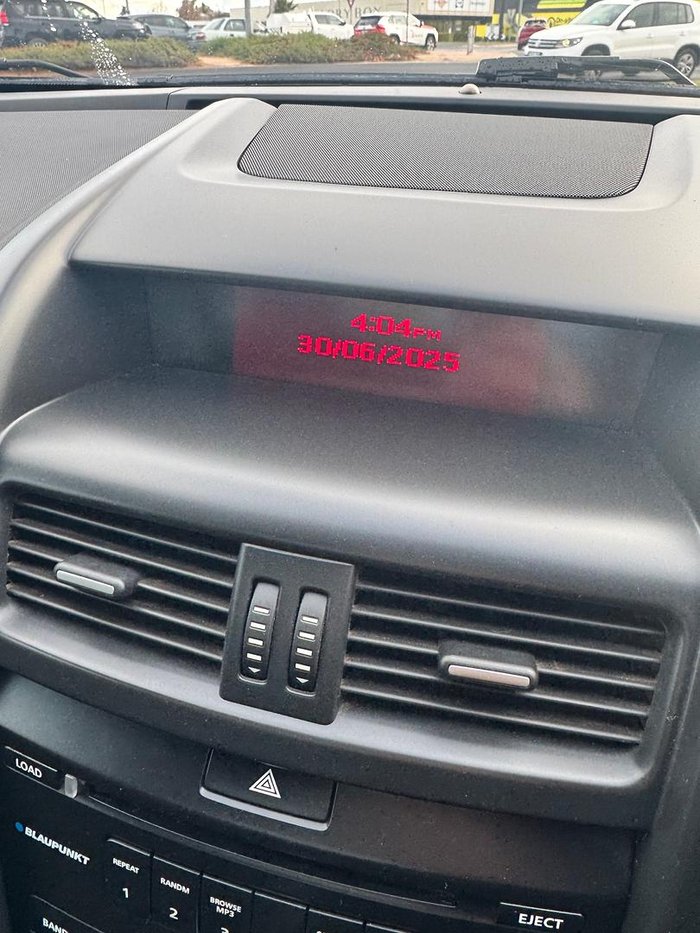 4:04PM
30/06/2025
LOAD
BLAUPUNKT
REPEAT
1
RANDM
2
BROWSE
MP3
EJECT